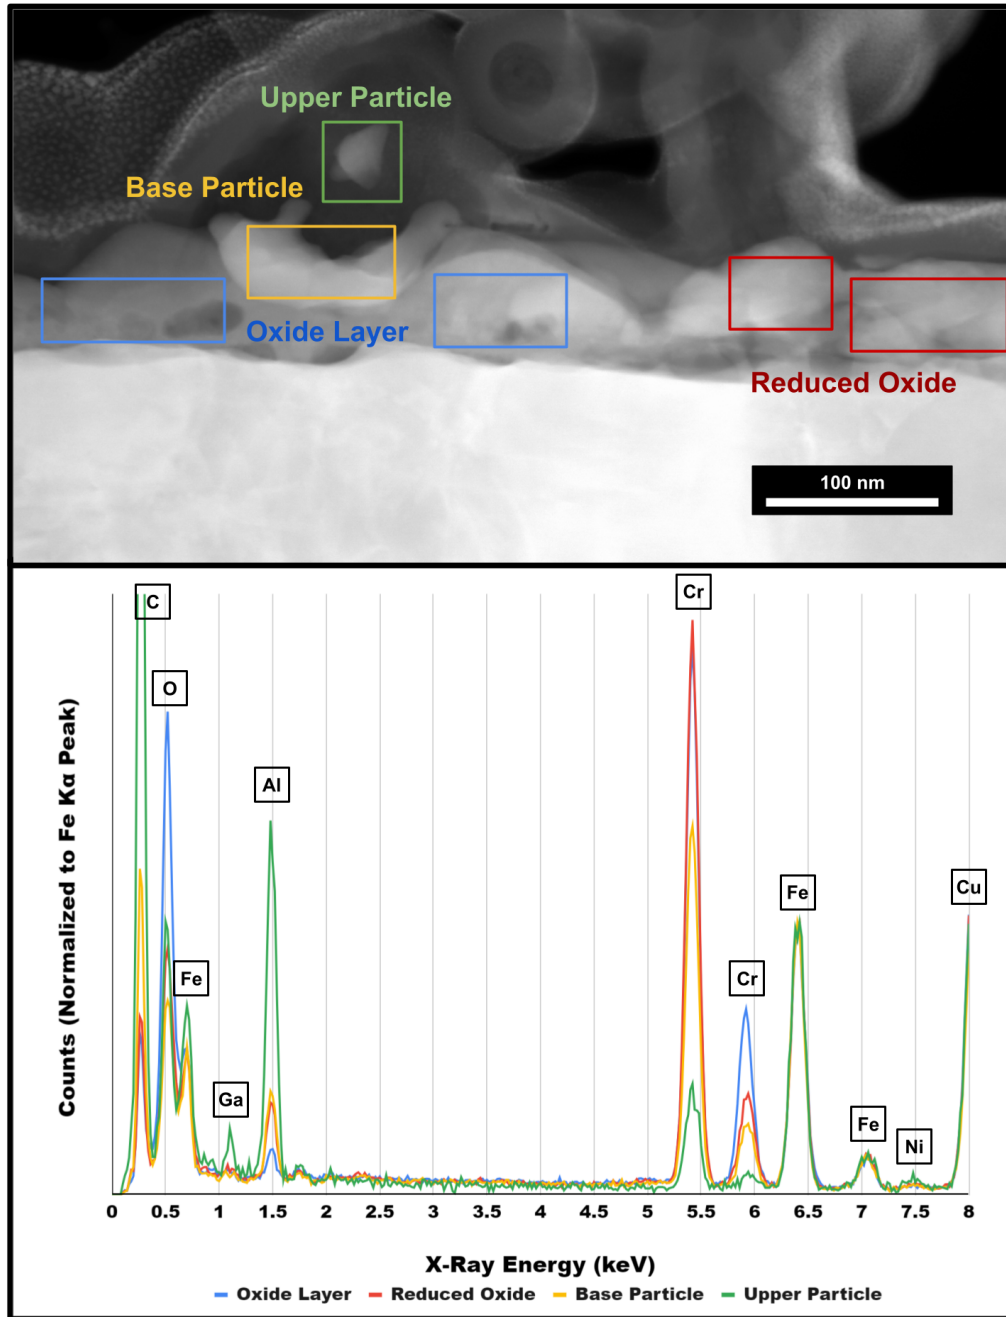 Upper Particle
Base Particle
Oxide Layer
Reduced Oxide
100 nm
C
O
Fe
Ga
Al
Cr
Cr
Fe
Fe
Ni
Cu
Counts (Normalized to Fe Kα Peak)
0 0.5 1 1.5 2 2.5 3 3.5 4 4.5 5 5.5 6 6.5 7 7.5 8
X-Ray Energy (keV)
Oxide Layer Reduced Oxide Base Particle Upper Particle